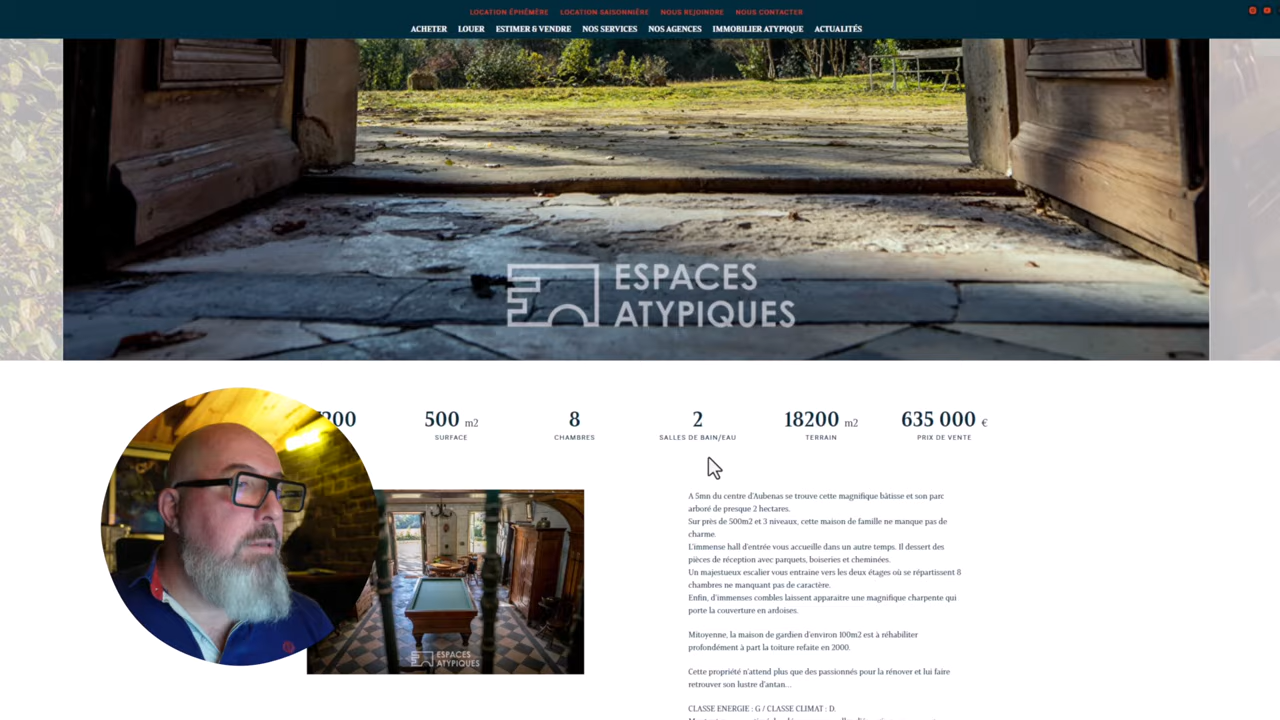 LOCATION ÉPHÉMÈRE LOCATION SAISONNIÈRE NOUS REJOINDRE NOUS CONTACTER
ACHETER LOUER ESTIMER & VENDRE NOS SERVICES NOS AGENCES IMMOBILIER ATYPIQUE ACTUALITÉS
ESPACES
ATYPIQUES
200 500 m2 8 2 18200 m2 635 000 €
SURFACE CHAMBRES SALLES DE BAIN/EAU TERRAIN PRIX DE VENTE
ESPACES
ATYPIQUES
A 5mn du centre d'Aubenas se trouve cette magnifique bâtisse et son parc
arboré de presque 2 hectares.
Sur près de 500m2 et 3 niveaux, cette maison de famille ne manque pas de
charme.
L'immense hall d'entrée vous accueille dans un autre temps. Il dessert des
pièces de réception avec parquets, boiseries et cheminées.
Un majestueux escalier vous entraine vers les deux étages où se répartissent 8
chambres ne manquant pas de caractère.
Enfin, d'immenses combles laissent apparaitre une magnifique charpente qui
porte la couverture en ardoises.
Mitoyenne, la maison de gardien d'environ 100m2 est à réhabiliter
profondément à part la toiture refaite en 2000.
Cette propriété n'attend plus que des passionnés pour la rénover et lui faire
retrouver son lustre d'antan...
CLASSE ENERGIE : G / CLASSE CLIMAT : D.